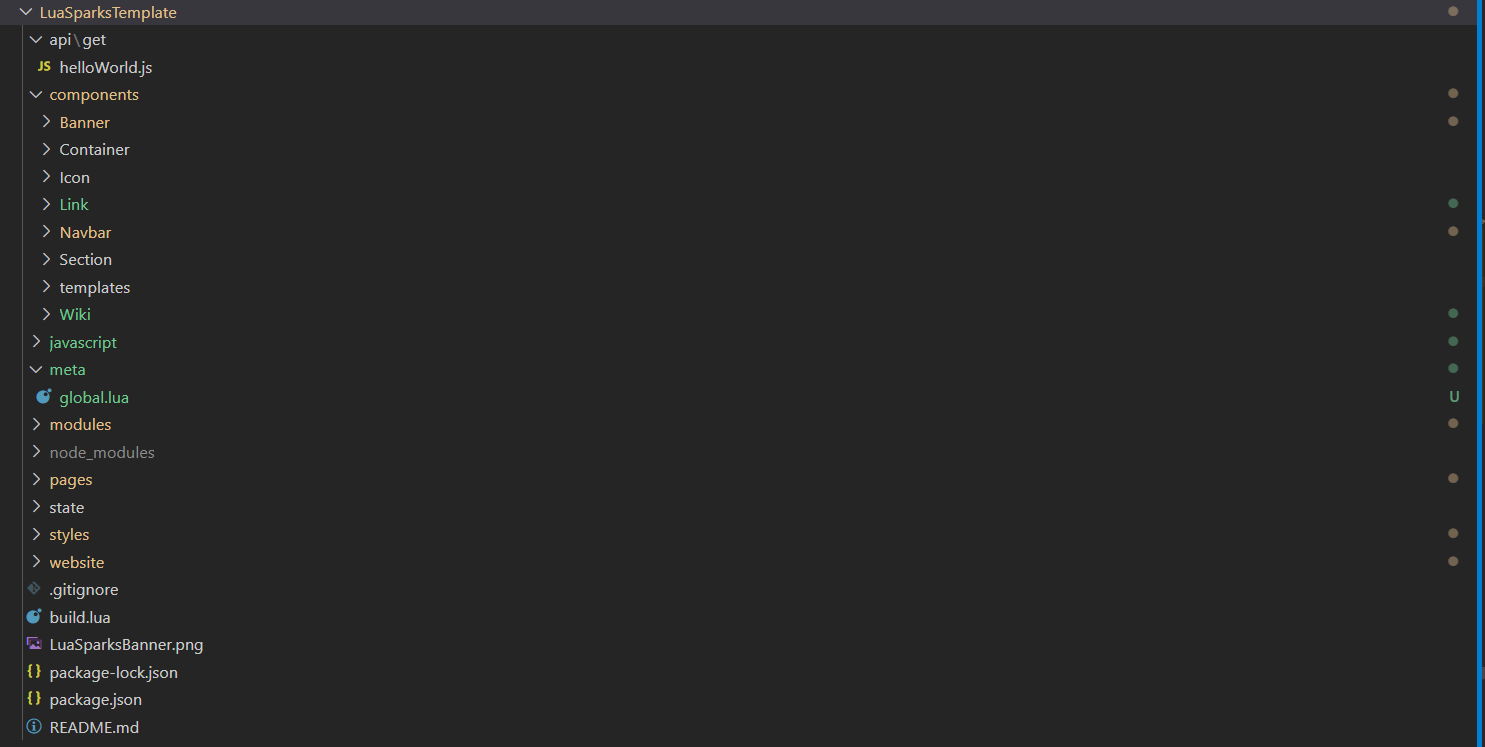 LuaSparksTemplate
api\get
JS helloWorld.js
components
Banner
Container
Icon
Link
Navbar
Section
templates
Wiki
javascript
meta
global.lua U
modules
node_modules
pages
state
styles
website
.gitignore
build.lua
LuaSparksBanner.png
{} package-lock.json
{} package.json
README.md